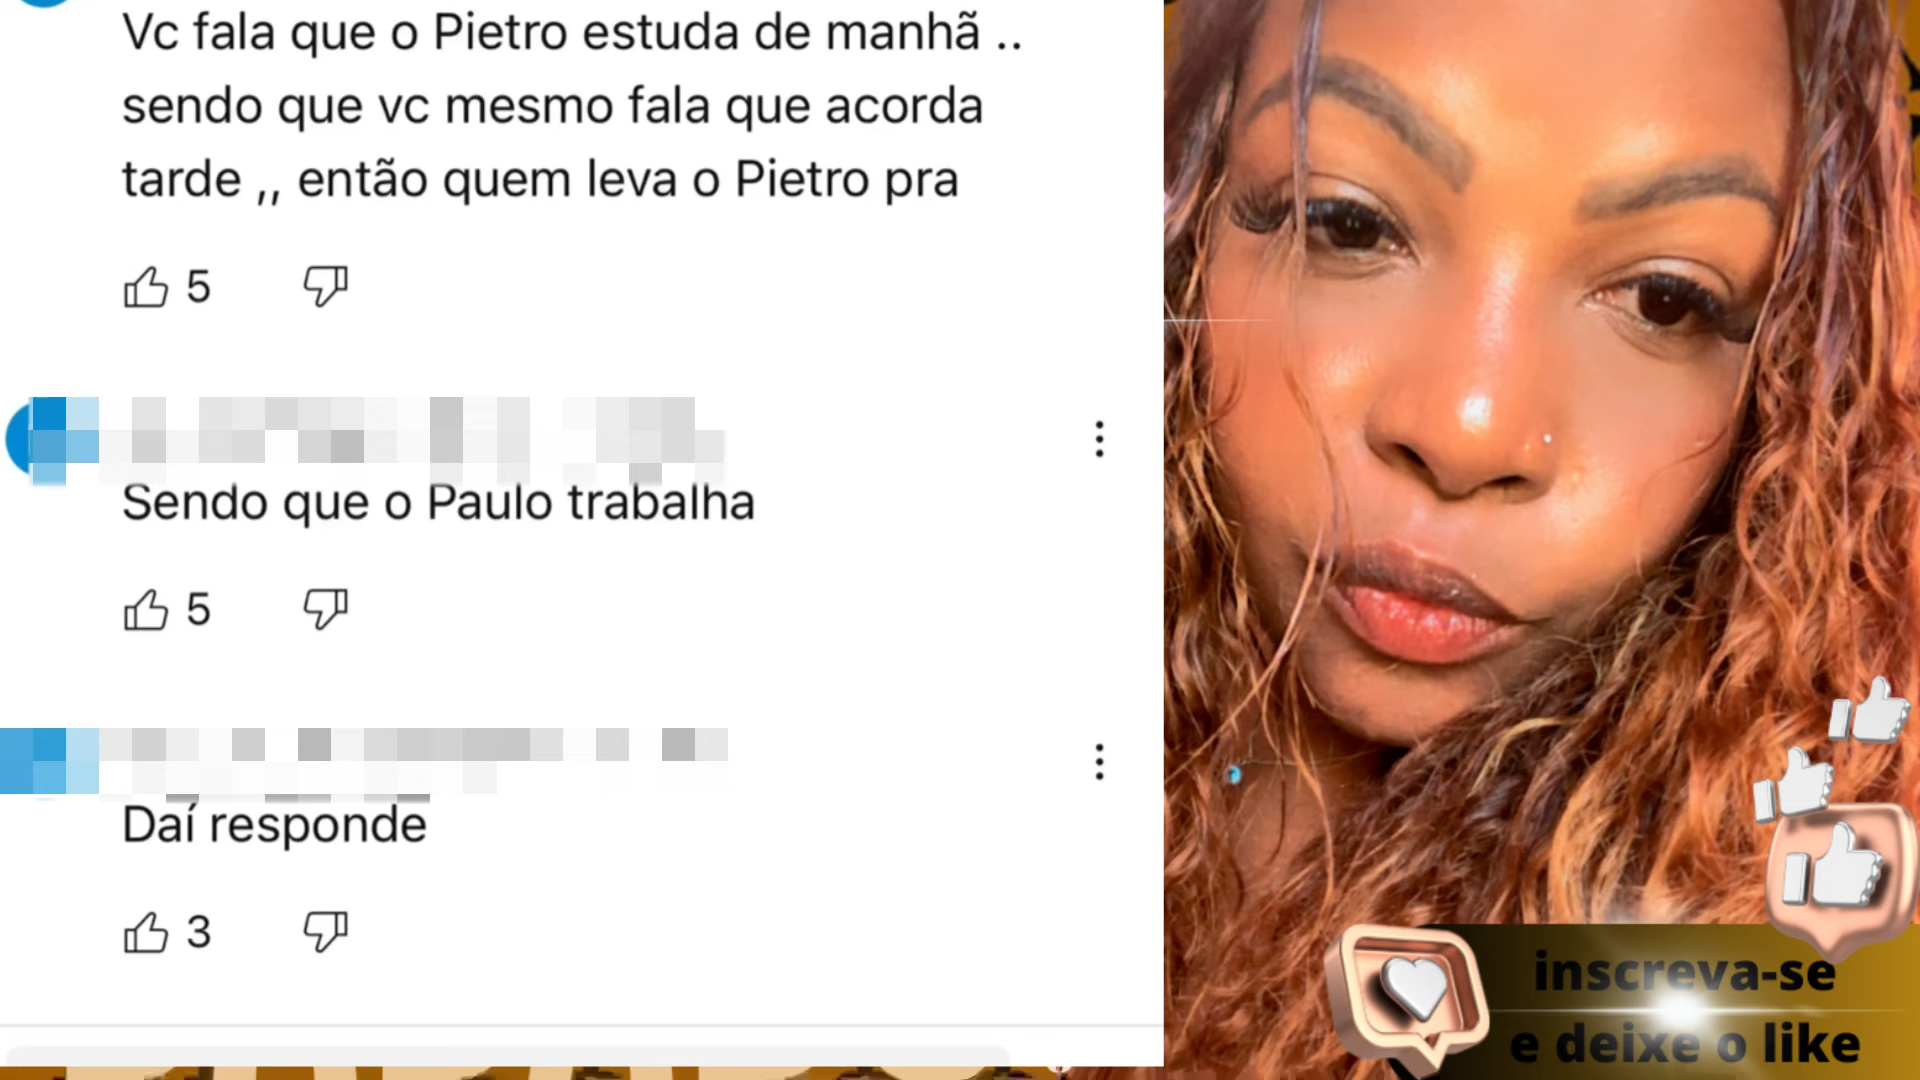 Vc fala que o Pietro estuda de manhã ..
sendo que vc mesmo fala que acorda
tarde ,, então quem leva o Pietro pra
5
Sendo que o Paulo trabalha
5
Daí responde
3
inscreva-se
e deixe o like